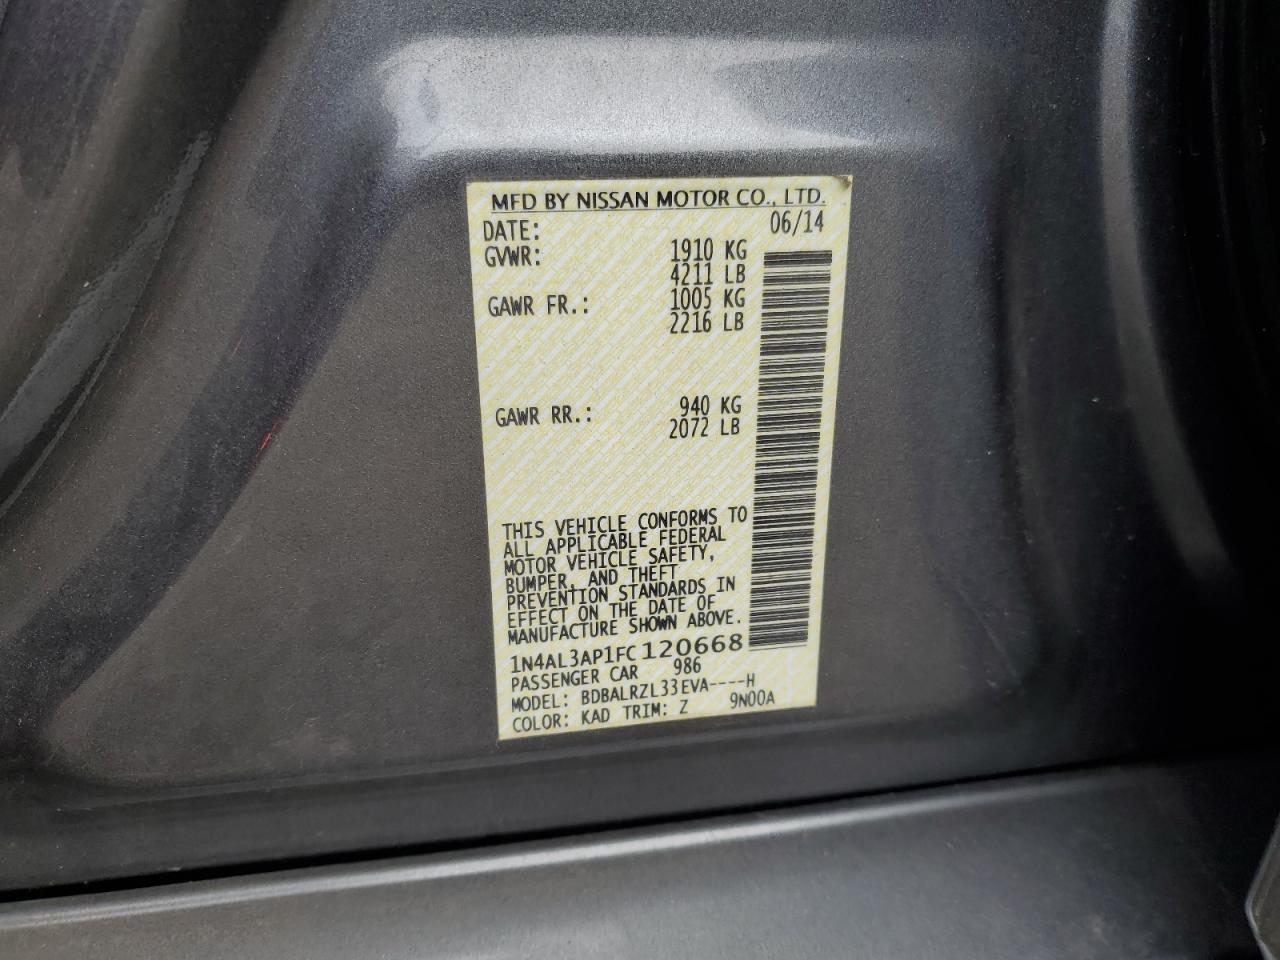 MFD BY NISSAN MOTOR CO., LTD.
DATE: 06/14
GVWR: 1910 KG
4211 LB
GAWR FR.: 1005 KG
2216 LB
GAWR RR.: 940 KG
2072 LB
THIS VEHICLE CONFORMS TO
ALL APPLICABLE FEDERAL
MOTOR VEHICLE SAFETY,
BUMPER, AND THEFT
PREVENTION STANDARDS IN
EFFECT ON THE DATE OF
MANUFACTURE SHOWN ABOVE.
1N4AL3AP1FC120668
PASSENGER CAR 986
MODEL: BDBALRZL33EVA----H
COLOR: KAD TRIM: Z 9N00A